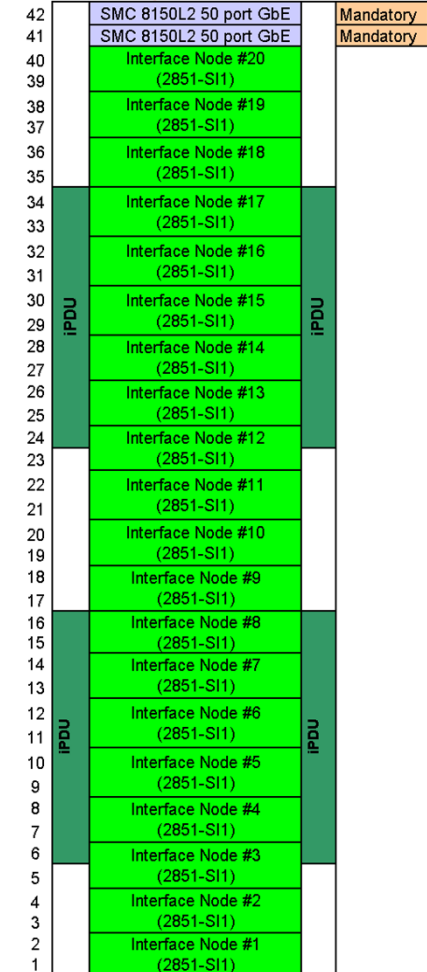 42 SMC 8150L2 50 port GbE Mandatory
41 SMC 8150L2 50 port GbE Mandatory
40 Interface Node #20
39 (2851-SI1)
38 Interface Node #19
37 (2851-SI1)
36 Interface Node #18
35 (2851-SI1)
34 Interface Node #17
33 (2851-SI1)
32 Interface Node #16
31 (2851-SI1)
30 Interface Node #15
iPDU iPDU
29 (2851-SI1)
28 Interface Node #14
27 (2851-SI1)
26 Interface Node #13
25 (2851-SI1)
24 Interface Node #12
23 (2851-SI1)
22 Interface Node #11
21 (2851-SI1)
20 Interface Node #10
19 (2851-SI1)
18 Interface Node #9
17 (2851-SI1)
16 Interface Node #8
15 (2851-SI1)
14 Interface Node #7
13 (2851-SI1)
12 Interface Node #6
11 (2851-SI1)
iPDU iPDU
10 Interface Node #5
9 (2851-SI1)
8 Interface Node #4
7 (2851-SI1)
6 Interface Node #3
5 (2851-SI1)
4 Interface Node #2
3 (2851-SI1)
2 Interface Node #1
1 (2851-SI1)